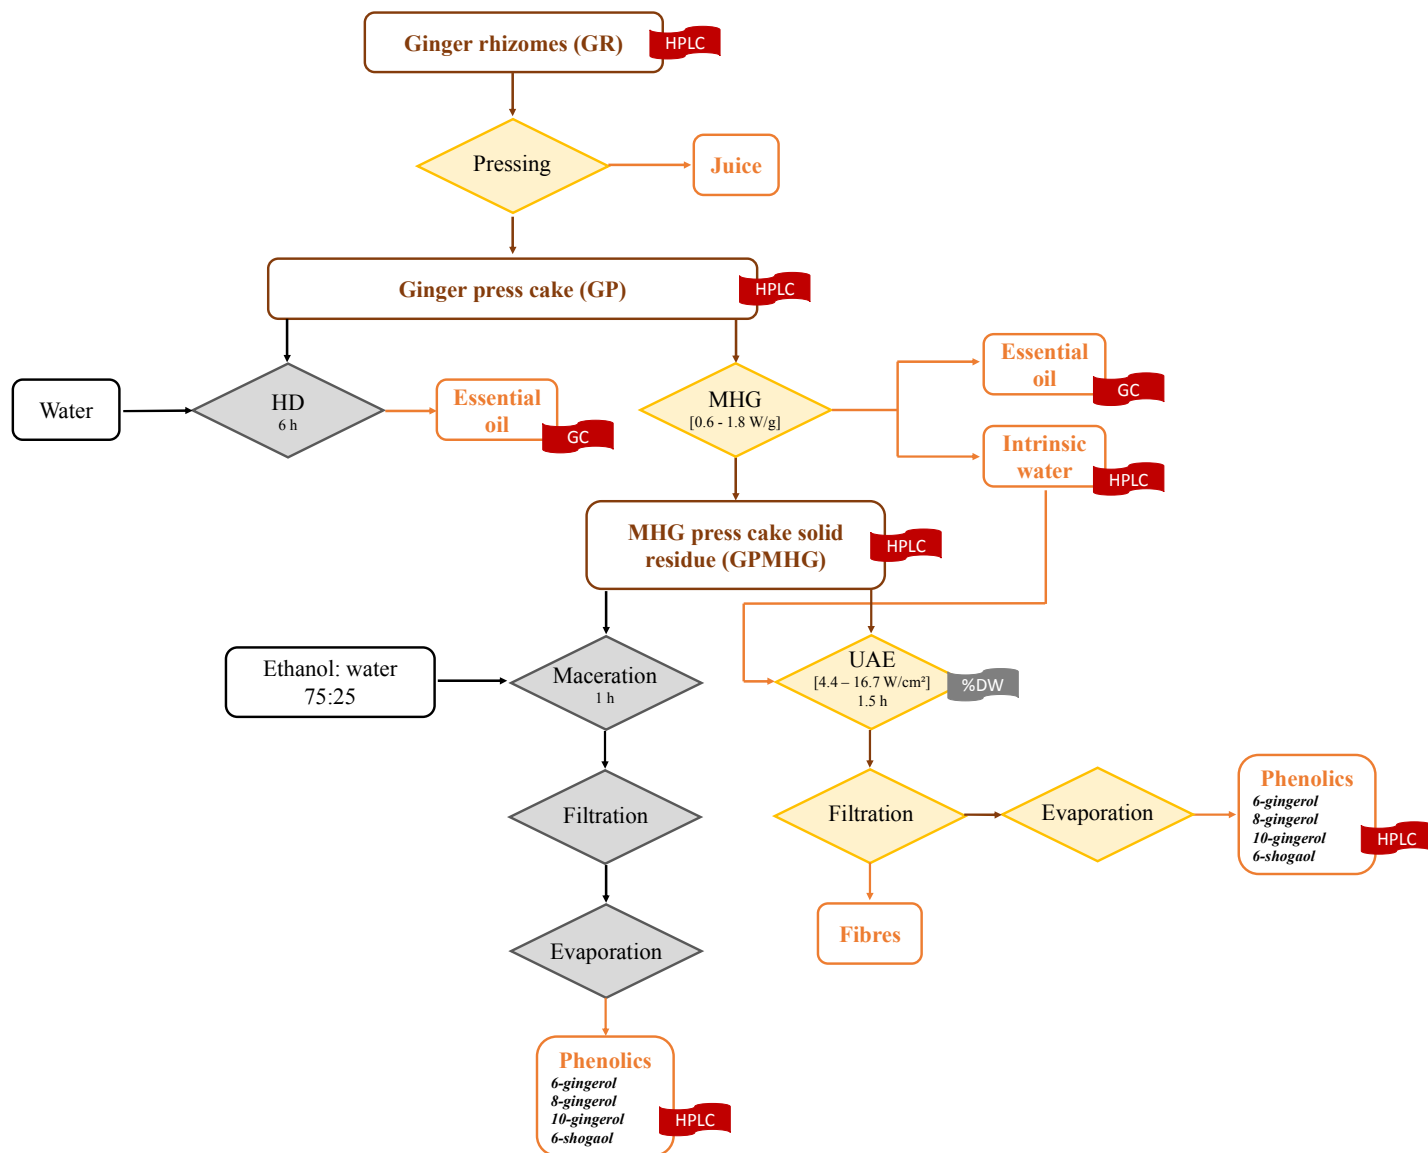 Ginger rhizomes (GR)
HPLC
Pressing
Juice
Ginger press cake (GP)
HPLC
Water
HD
6 h
Essential
oil
GC
MHG
[0.6 - 1.8 W/g]
Essential
oil
GC
Intrinsic
water
HPLC
MHG press cake solid
residue (GPMHG)
HPLC
Ethanol: water
75:25
Maceration
1 h
UAE
[4.4 – 16.7 W/cm²]
1.5 h
%DW
Filtration
Filtration
Evaporation
Phenolics
6-gingerol
8-gingerol
10-gingerol
6-shogaol
HPLC
Evaporation
Fibres
Phenolics
6-gingerol
8-gingerol
10-gingerol
6-shogaol
HPLC